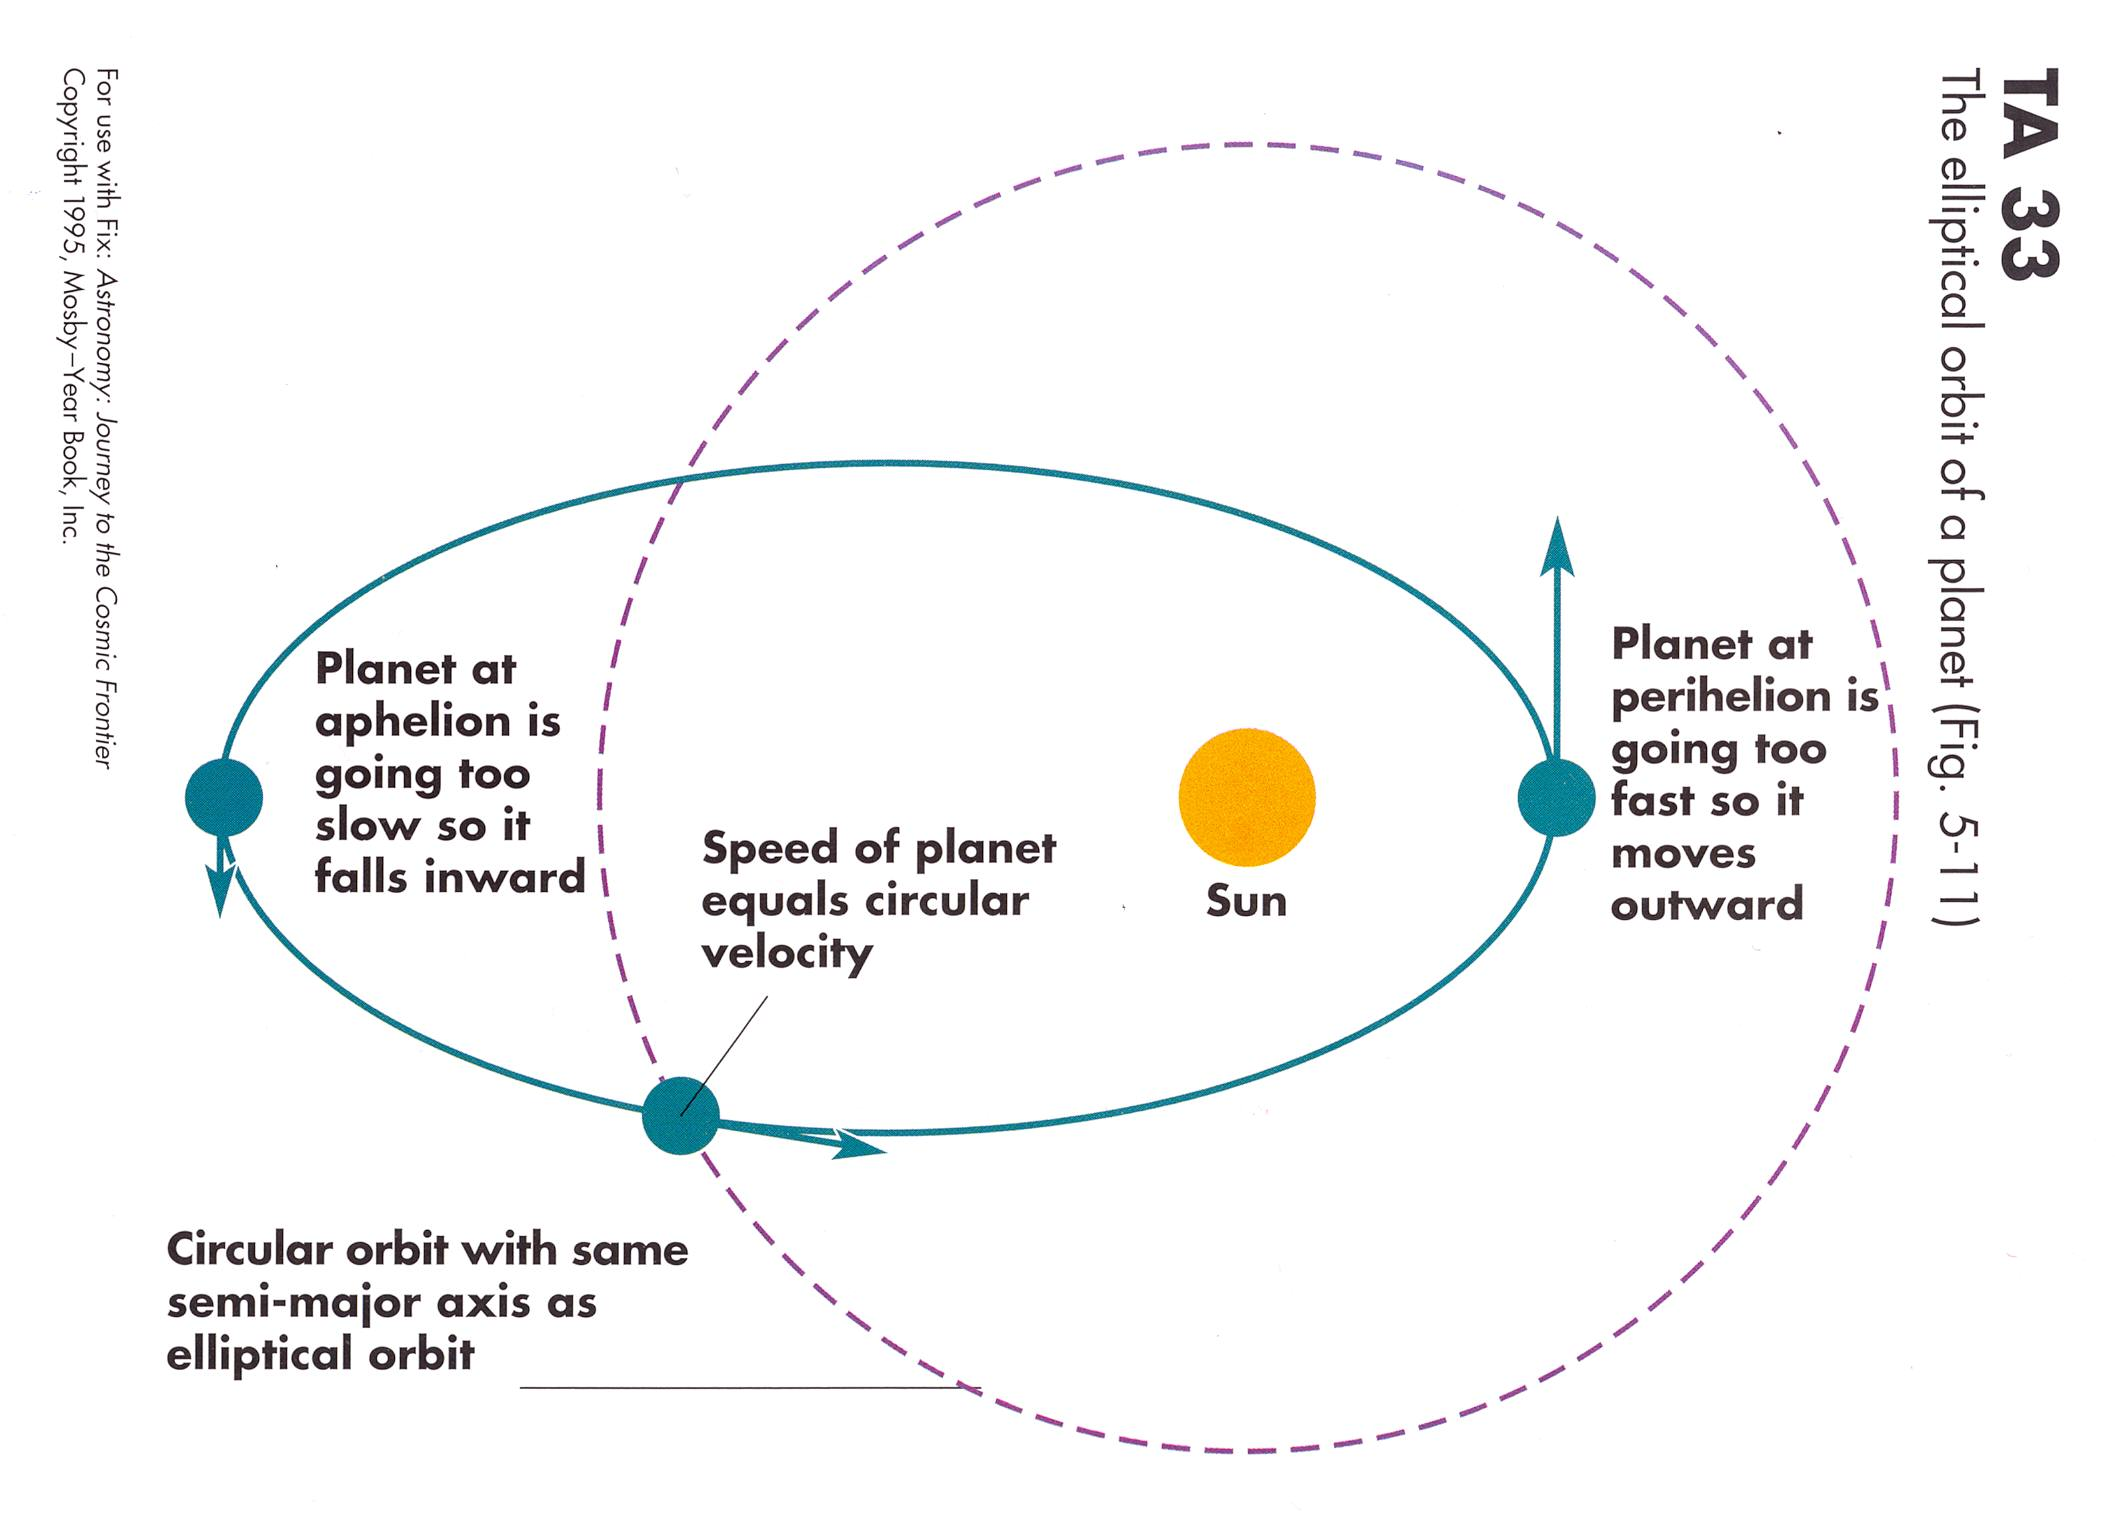 TA 33
The elliptical orbit of a planet (Fig. 5-11)
Planet at
aphelion is
going too
slow so it
falls inward
Speed of planet
equals circular
velocity
Sun
Planet at
perihelion is
going too
fast so it
moves
outward
Circular orbit with same
semi-major axis as
elliptical orbit
For use with Fix: Astronomy: Journey to the Cosmic Frontier
Copyright 1995, Mosby–Year Book, Inc.